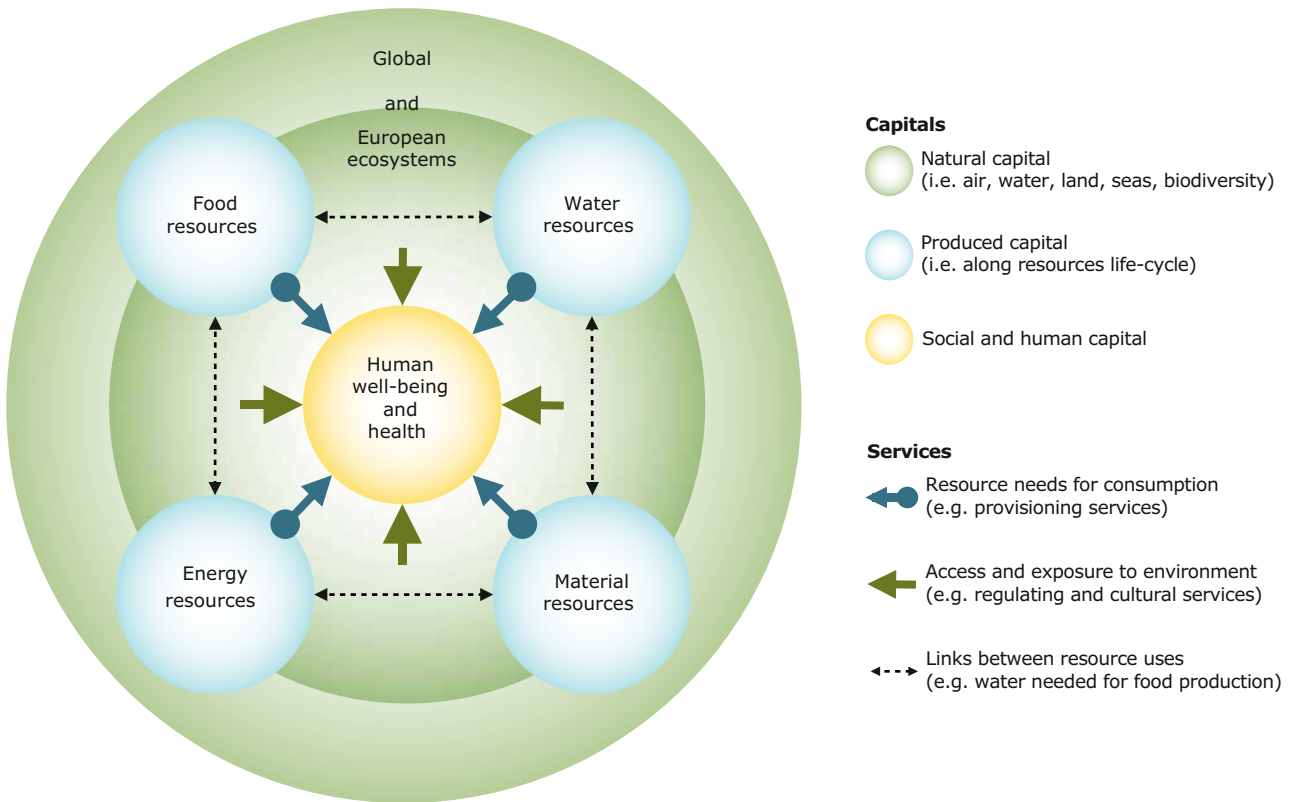 Global
and
European
ecosystems
Food
resources
Water
resources
Human
well-being
and
health
Energy
resources
Material
resources
Capitals
Natural capital
(i.e. air, water, land, seas, biodiversity)
Produced capital
(i.e. along resources life-cycle)
Social and human capital
Services
Resource needs for consumption
(e.g. provisioning services)
Access and exposure to environment
(e.g. regulating and cultural services)
Links between resource uses
(e.g. water needed for food production)